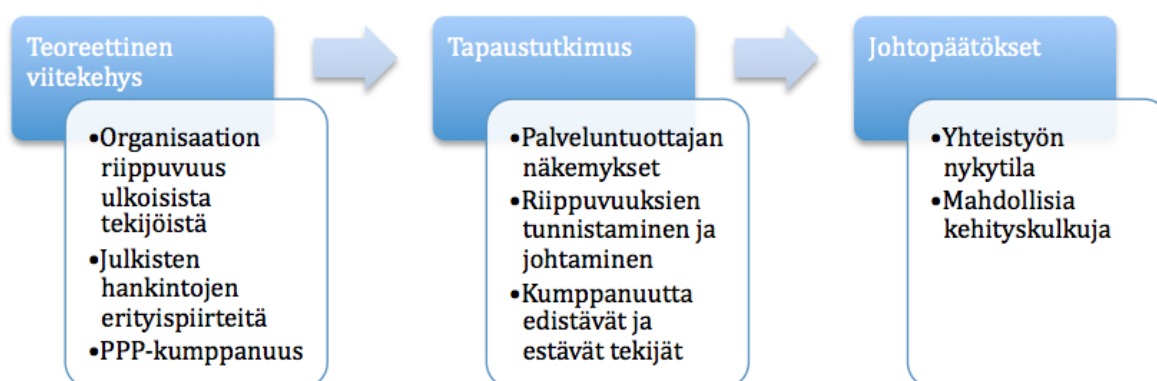 Teoreettinen
viitekehys
•Organisaation
riippuvuus
ulkoisista
tekijöistä
•Julkisten
hankintojen
erityispiirteitä
•PPP-kumppanuus
Tapaustutkimus
•Palveluntuottajan
näkemykset
•Riippuvuuksien
tunnistaminen ja
johtaminen
•Kumppanuutta
edistävät ja
estävät tekijät
Johtopäätökset
•Yhteistyön
nykytila
•Mahdollisia
kehityskulkuja